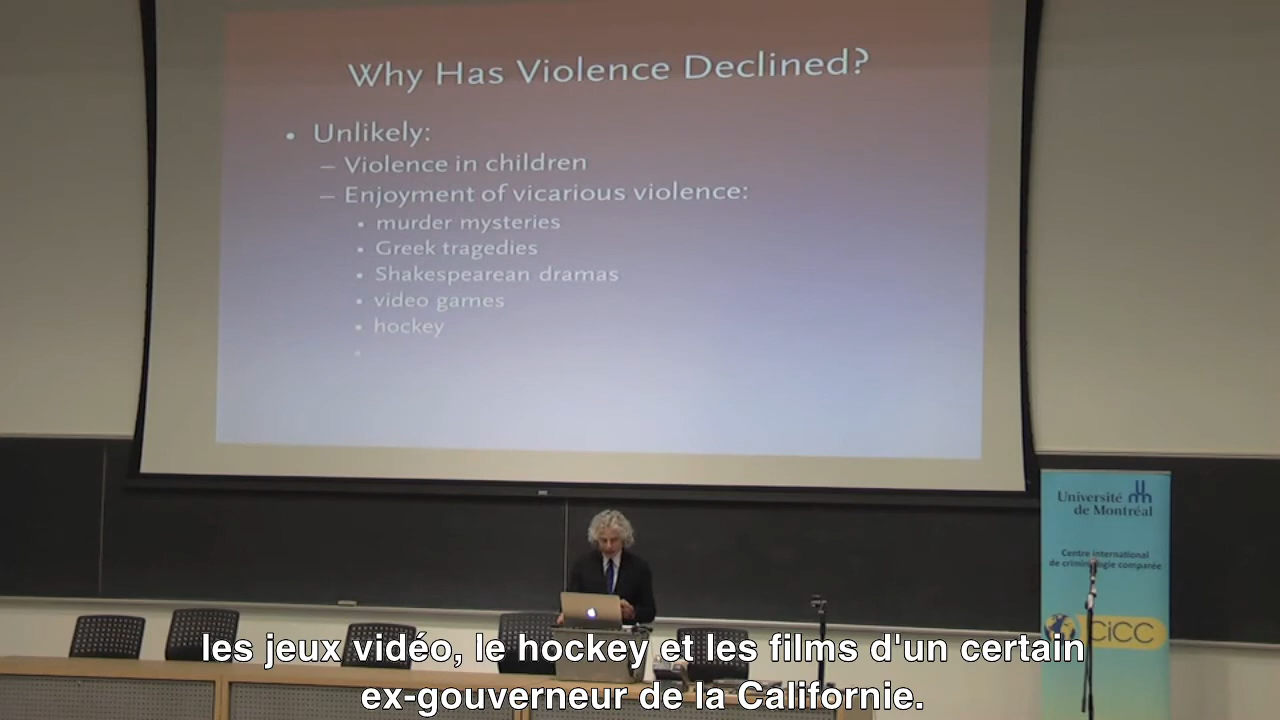 Why Has Violence Declined?
• Unlikely:
– Violence in children
– Enjoyment of vicarious violence:
• murder mysteries
• Greek tragedies
• Shakespearean dramas
• video games
• hockey
Université
de Montréal
Centre international
de criminologie comparée
CiCC
les jeux vidéo, le hockey et les films d'un certain
ex-gouverneur de la Californie.